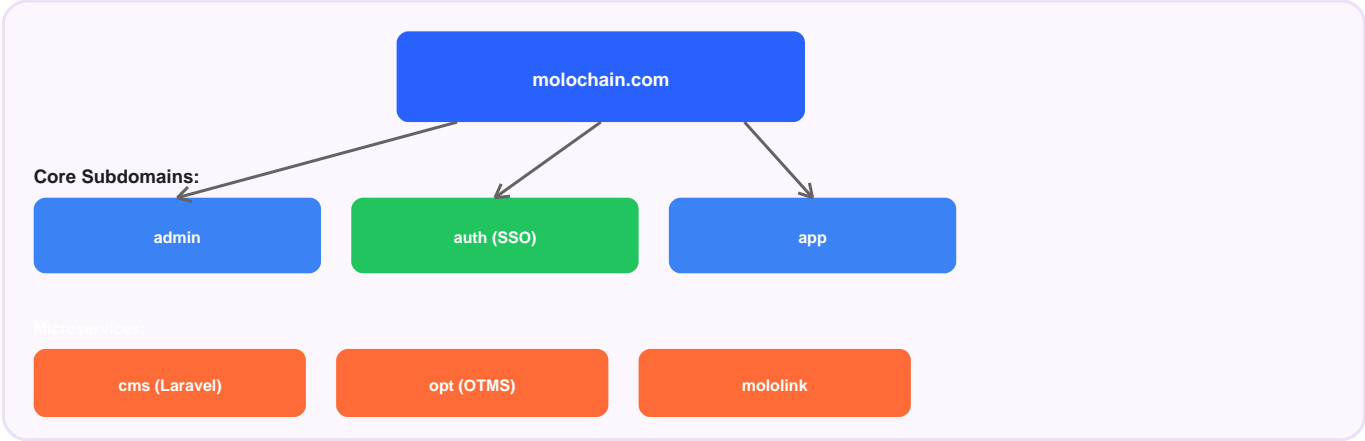 molochain.com
Core Subdomains:
admin
auth (SSO)
app
Microservices:
cms (Laravel)
opt (OTMS)
mololink